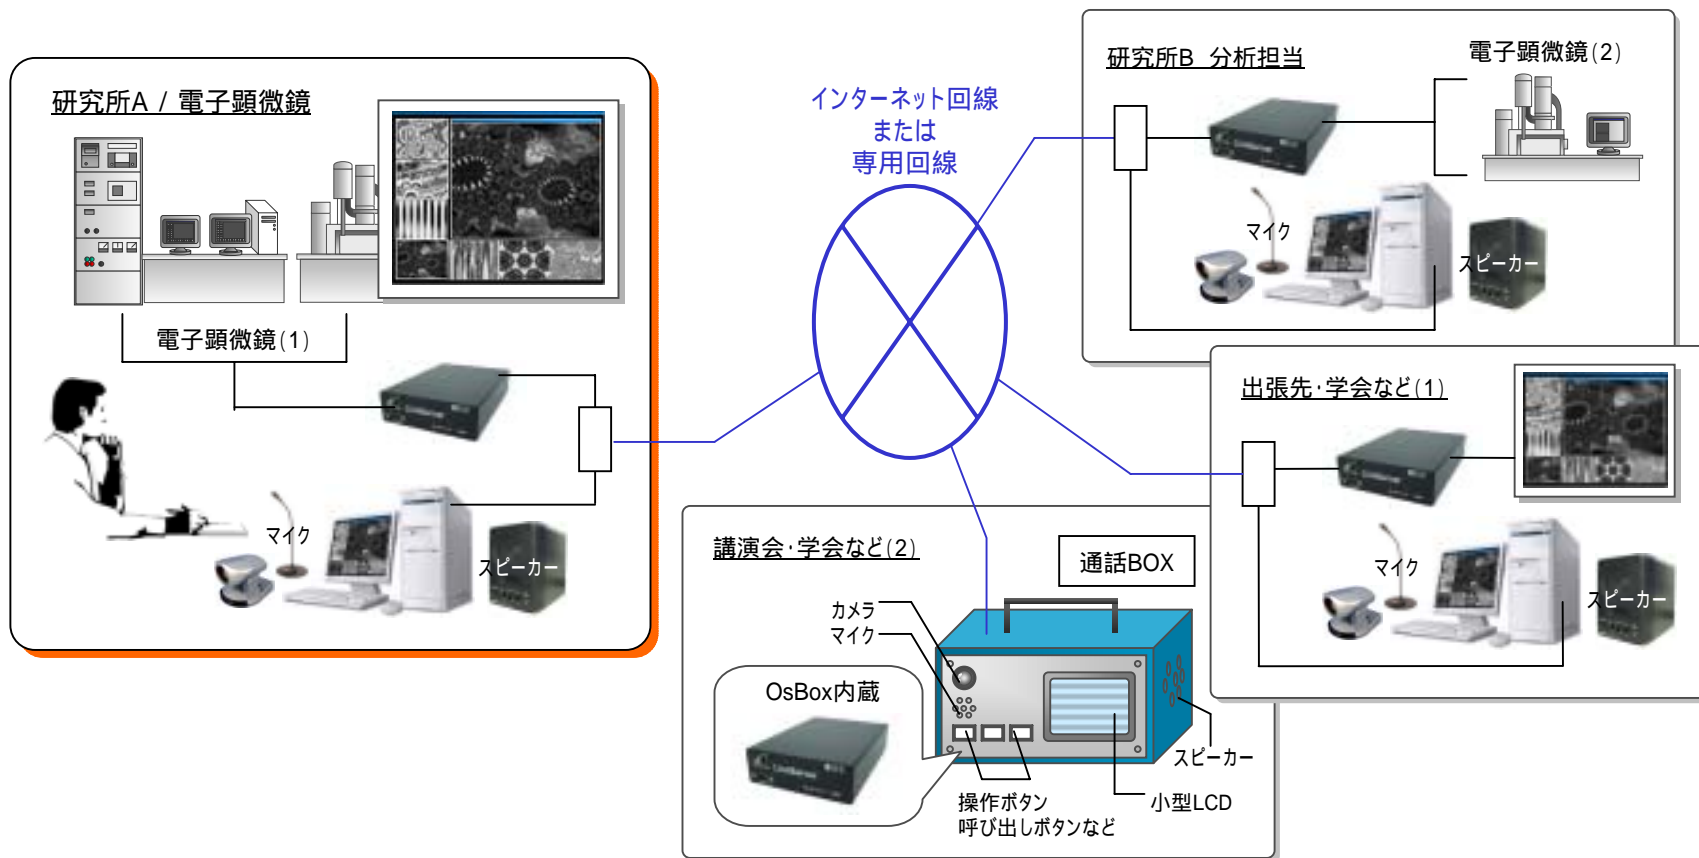 研究所A / 電子顕微鏡
電子顕微鏡(1)
マイク
スピーカー
インターネット回線
または
専用回線
研究所B 分析担当
電子顕微鏡(2)
マイク
スピーカー
出張先・学会など(1)
マイク
スピーカー
講演会・学会など(2)
通話BOX
カメラ
マイク
OsBox内蔵
スピーカー
小型LCD
操作ボタン
呼び出しボタンなど